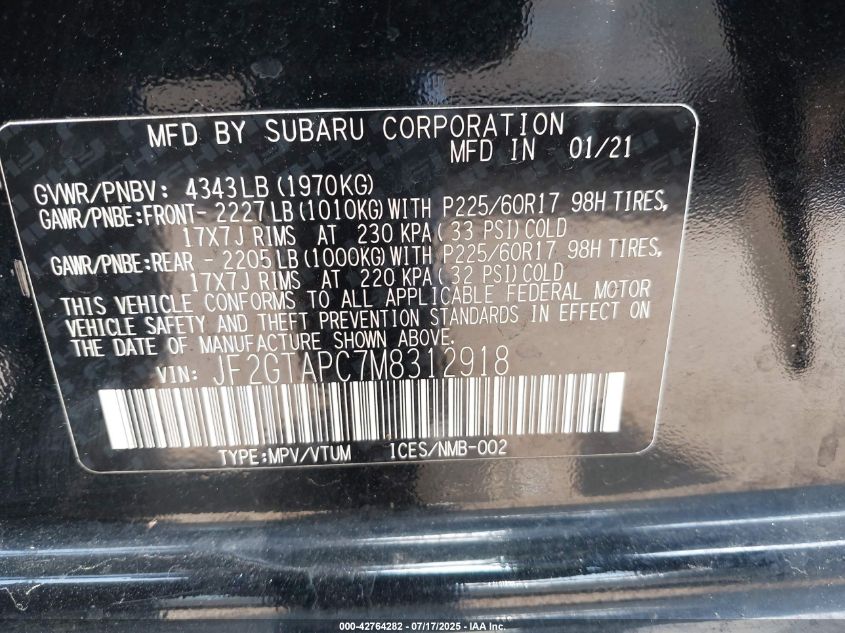 MFD BY SUBARU CORPORATION
MFD IN 01/21
GVWR/PNBV: 4343LB(1970KG)
GAWR/PNBE:FRONT- 2227LB(1010KG)WITH P225/60R17 98H TIRES,
17X7J RIMS AT 230 KPA( 33 PSI)COLD
GAWR/PNBE:REAR - 2205LB(1000KG)WITH P225/60R17 98H TIRES,
17X7J RIMS AT 220 KPA( 32 PSI)COLD
THIS VEHICLE CONFORMS TO ALL APPLICABLE FEDERAL MOTOR
VEHICLE SAFETY AND THEFT PREVENTION STANDARDS IN EFFECT ON
THE DATE OF MANUFACTURE SHOWN ABOVE.
VIN: JF2GTAPC7M8312918
TYPE:MPV/VTUM ICES/NMB-002
000-42764282 / 07/17/2025 - IAA Inc.